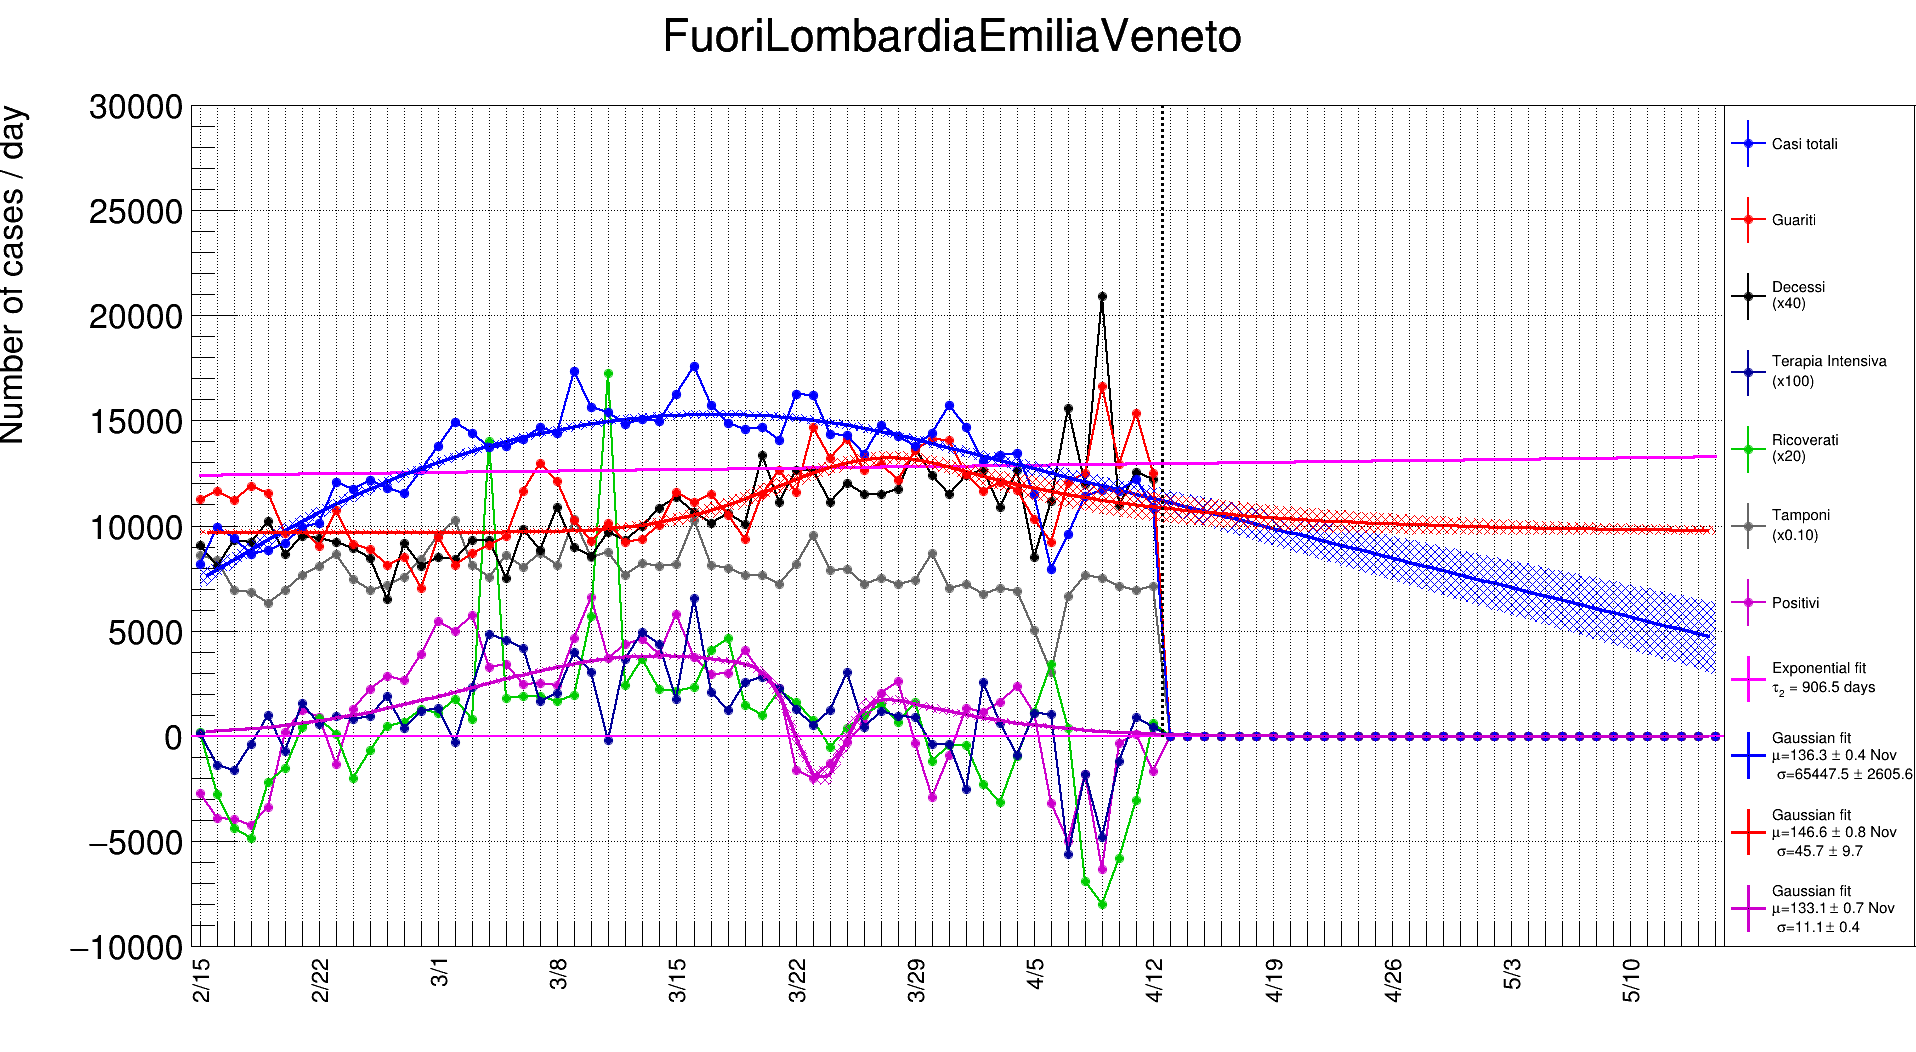 FuoriLombardiaEmiliaVeneto
Number of cases / day
30000
25000
20000
15000
10000
5000
0
−5000
−10000
2/15
2/22
3/1
3/8
3/15
3/22
3/29
4/5
4/12
4/19
4/26
5/3
5/10
Casi totali
Guariti
Decessi
(x40)
Terapia Intensiva
(x100)
Ricoverati
(x20)
Tamponi
(x0.10)
Positivi
Exponential fit
τ2 = 906.5 days
Gaussian fit
μ=136.3 ± 0.4 Nov
σ=65447.5 ± 2605.6
Gaussian fit
μ=146.6 ± 0.8 Nov
σ=45.7 ± 9.7
Gaussian fit
μ=133.1 ± 0.7 Nov
σ=11.1 ± 0.4